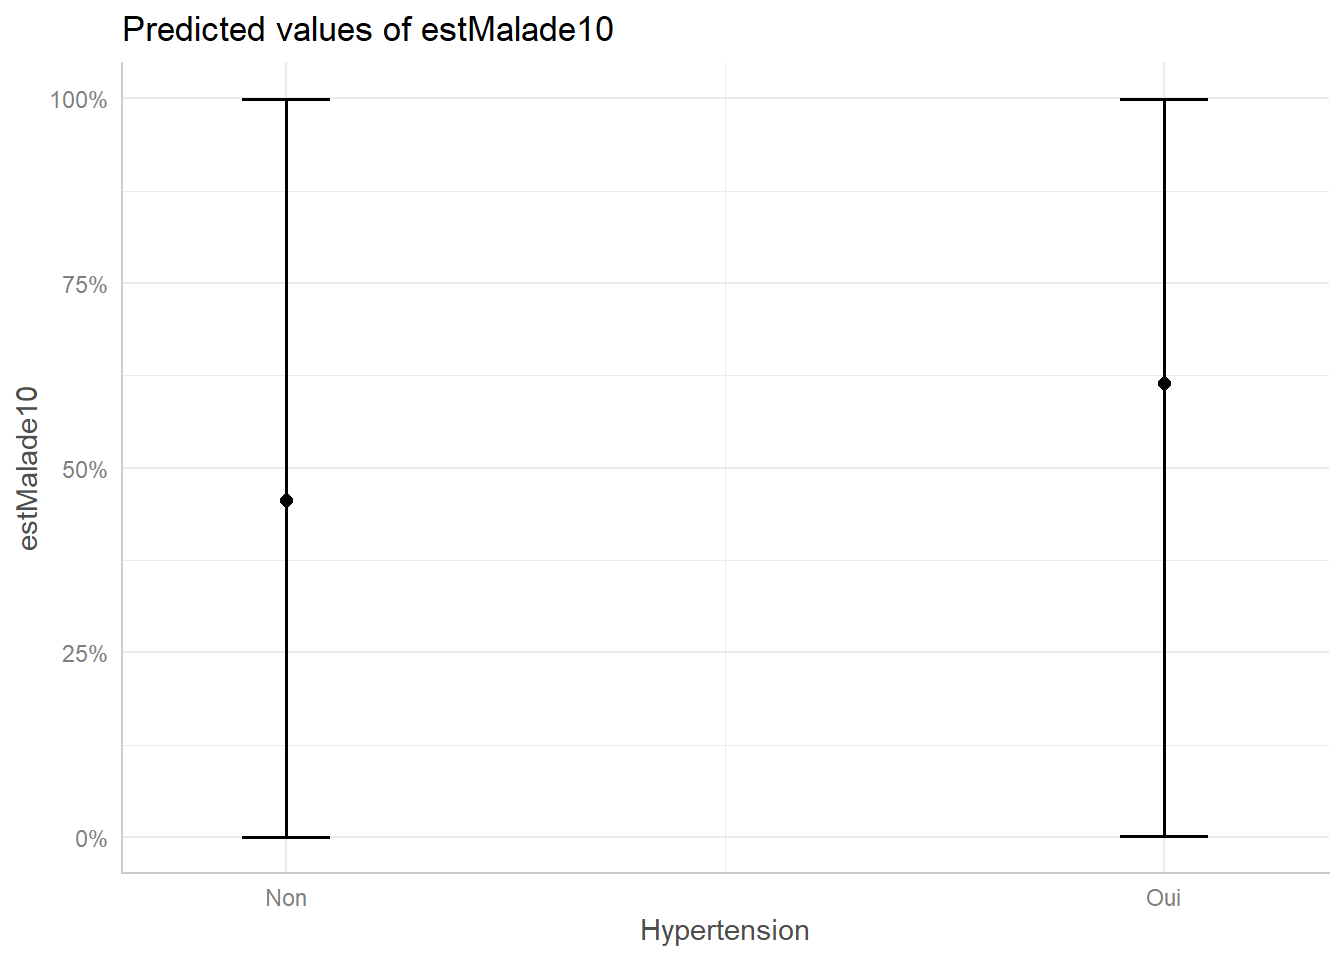 Predicted values of estMalade10
100%
75%
50%
25%
0%
estMalade10
Non
Oui
Hypertension